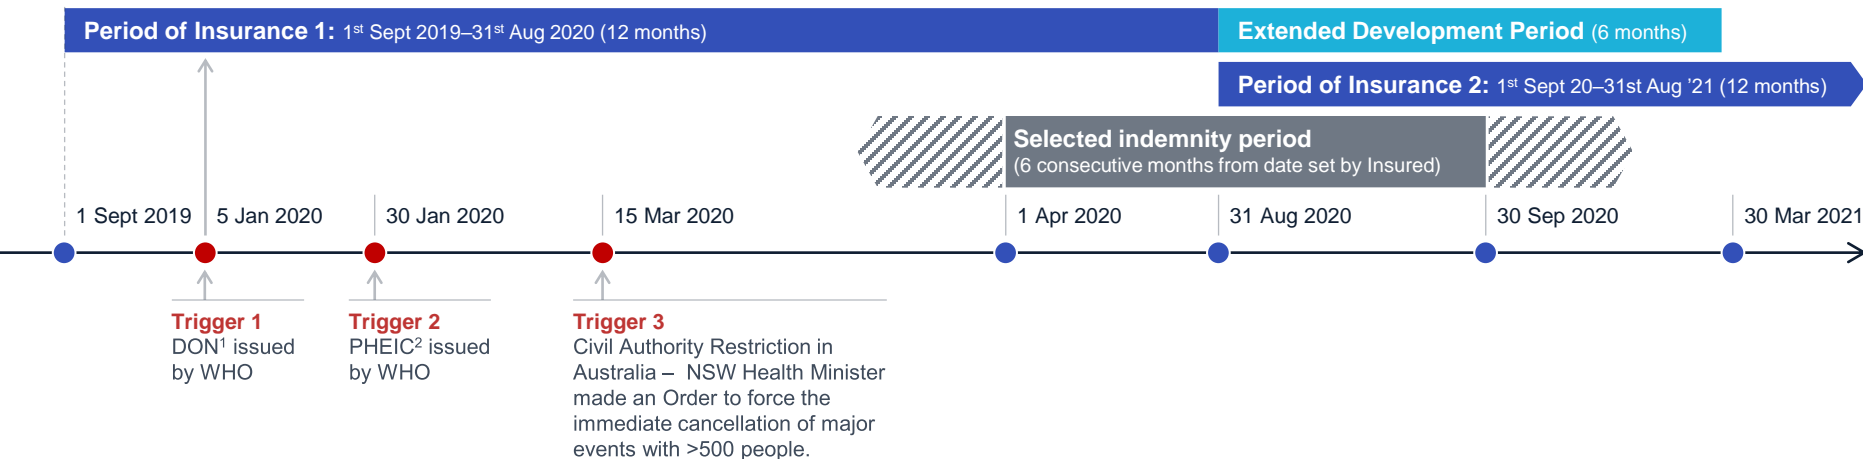 Period of Insurance 1: 1st Sept 2019–31st Aug 2020 (12 months)
Extended Development Period (6 months)
Period of Insurance 2: 1st Sept 20–31st Aug ’21 (12 months)
Selected indemnity period
(6 consecutive months from date set by Insured)
1 Sept 2019
5 Jan 2020
30 Jan 2020
15 Mar 2020
1 Apr 2020
31 Aug 2020
30 Sep 2020
30 Mar 2021
Trigger 1
DON1 issued
by WHO
Trigger 2
PHEIC2 issued
by WHO
Trigger 3
Civil Authority Restriction in
Australia – NSW Health Minister
made an Order to force the
immediate cancellation of major
events with >500 people.